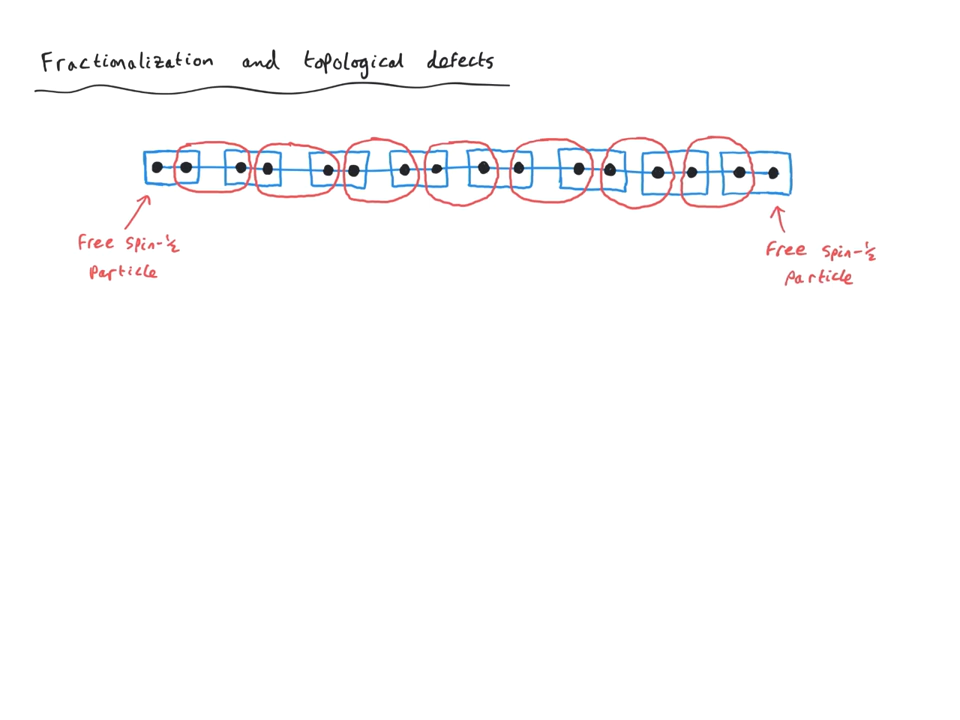 Fractionalization and topological defects
Free spin-½
particle
Free spin-½
particle